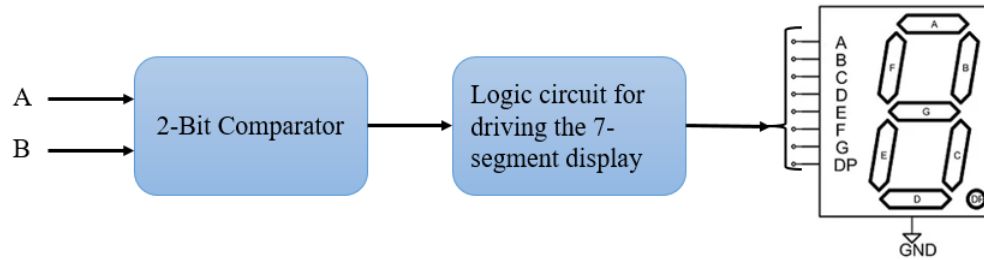 A
B
2-Bit Comparator
Logic circuit for
driving the 7-
segment display
A
B
C
D
E
F
G
DP
A
F
B
G
E
C
D
DP
GND